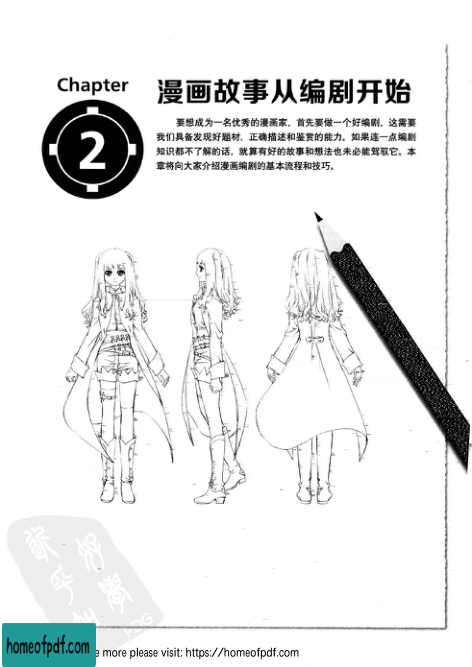 Chapter
2
漫画故事从编剧开始
要想成为一名优秀的漫画家，首先要做一个好编剧，这需要
我们具备发现好题材、正确描述和鉴赏的能力。如果连一点编剧
知识都不了解的话，就算有好的故事和想法也未必能驾驭它。本
章将向大家介绍漫画编剧的基本流程和技巧。
homeofpdf.com
e more please visit: https://homeofpdf.com